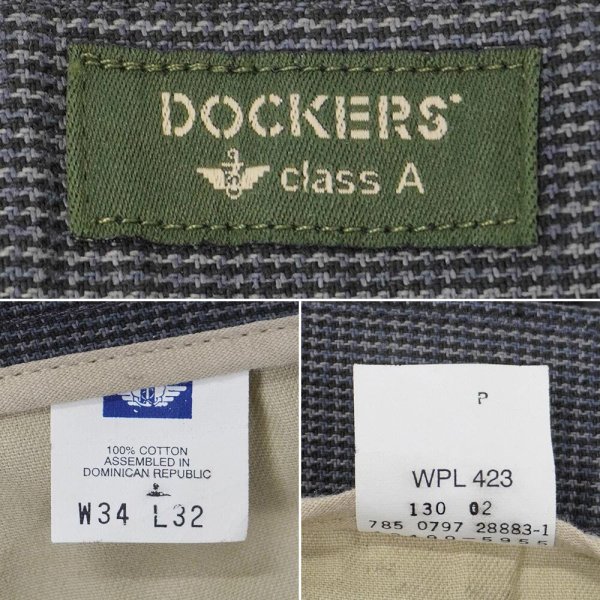 DOCKERS
class A
100% COTTON
ASSEMBLED IN
DOMINICAN REPUBLIC
W34 L32
P
WPL 423
130 02
785 0797 28883-1